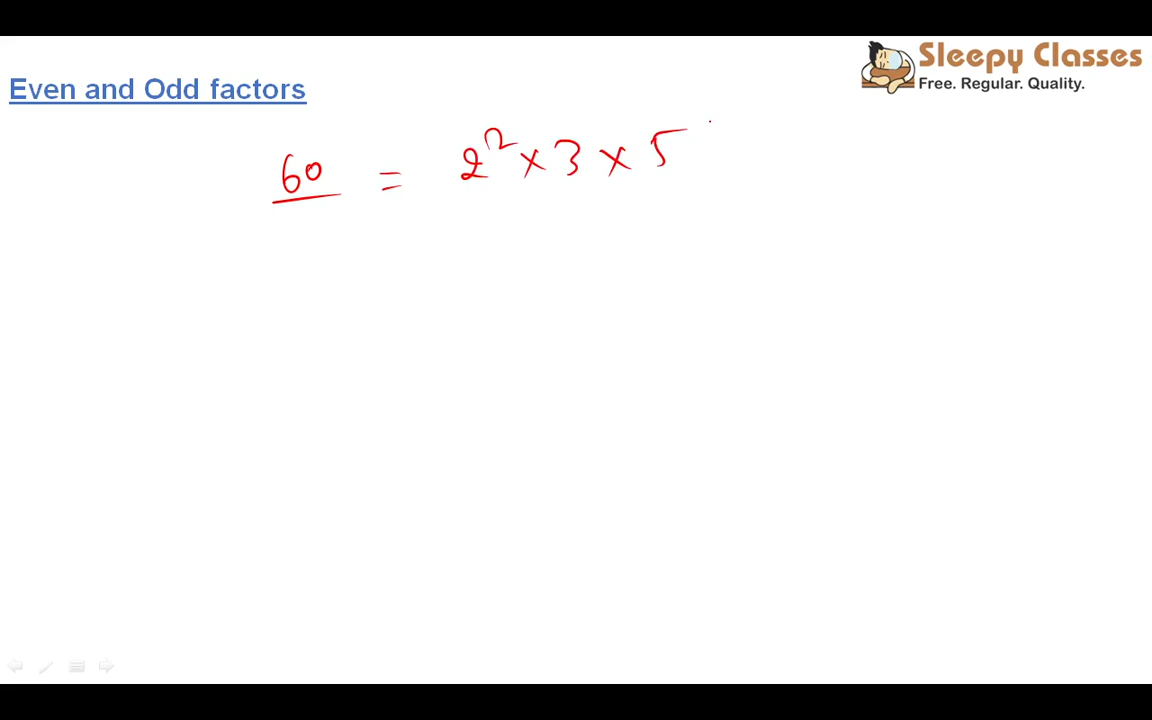 Sleepy Classes
Free. Regular. Quality.
Even and Odd factors
60 = 2² × 3 × 5